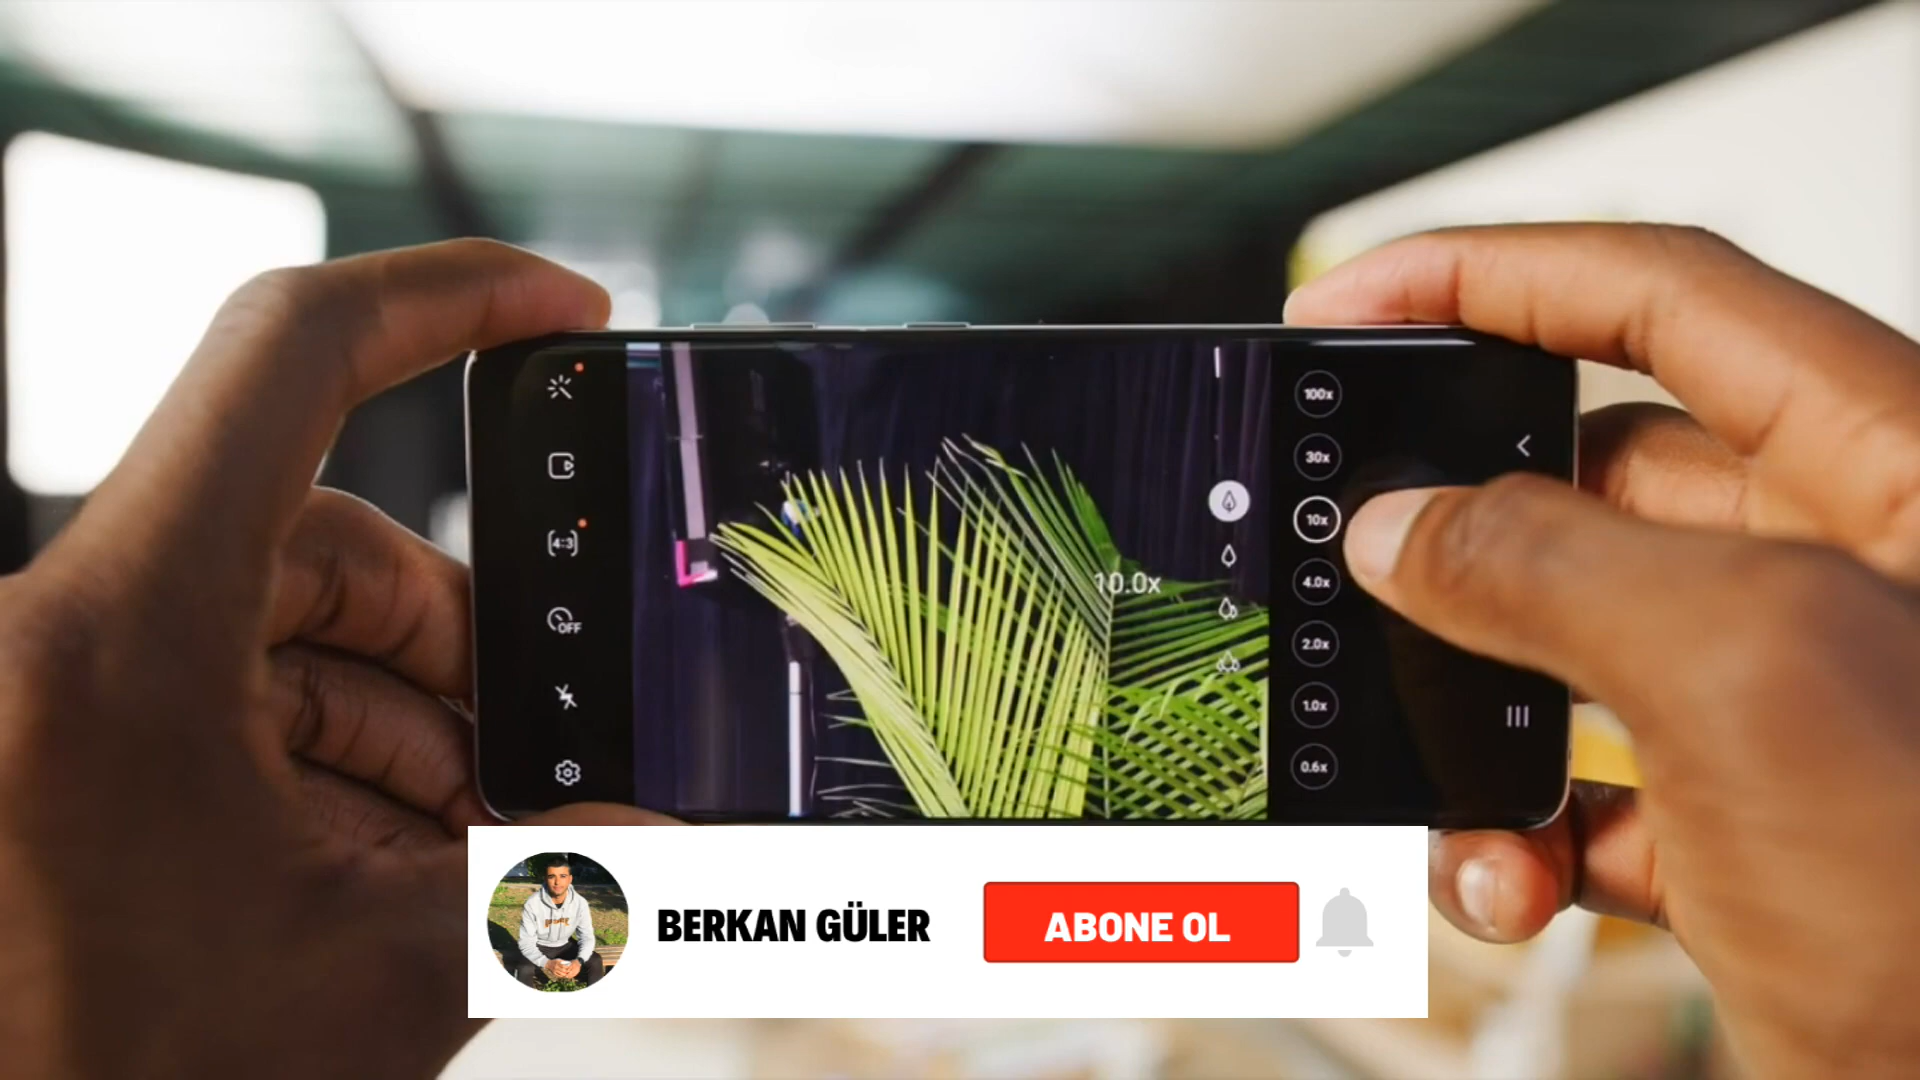 100x
30x
10x
4:3
10.0x
4.0x
OFF
2.0x
1.0x
0.6x
BERKAN GÜLER
ABONE OL